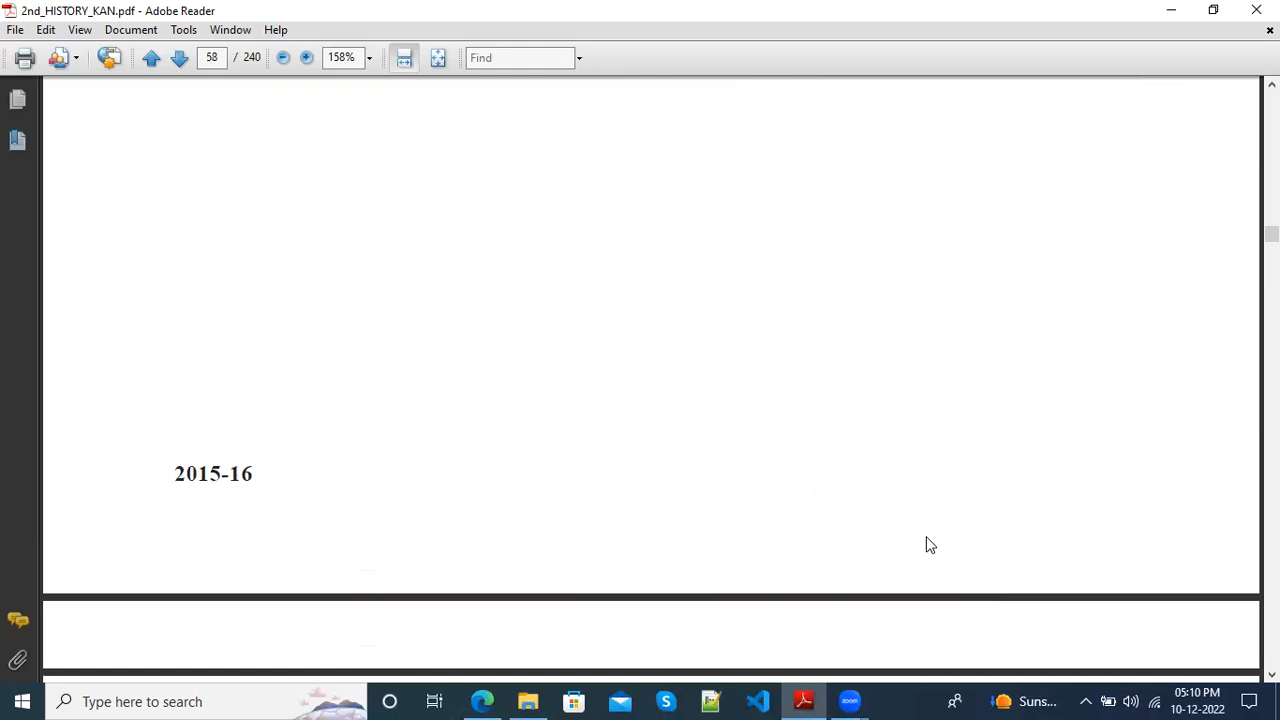 2nd_HISTORY_KAN.pdf - Adobe Reader
File Edit View Document Tools Window Help
58 / 240 158% Find
2015-16
Type here to search
zoom
Suns...
05:10 PM
10-12-2022